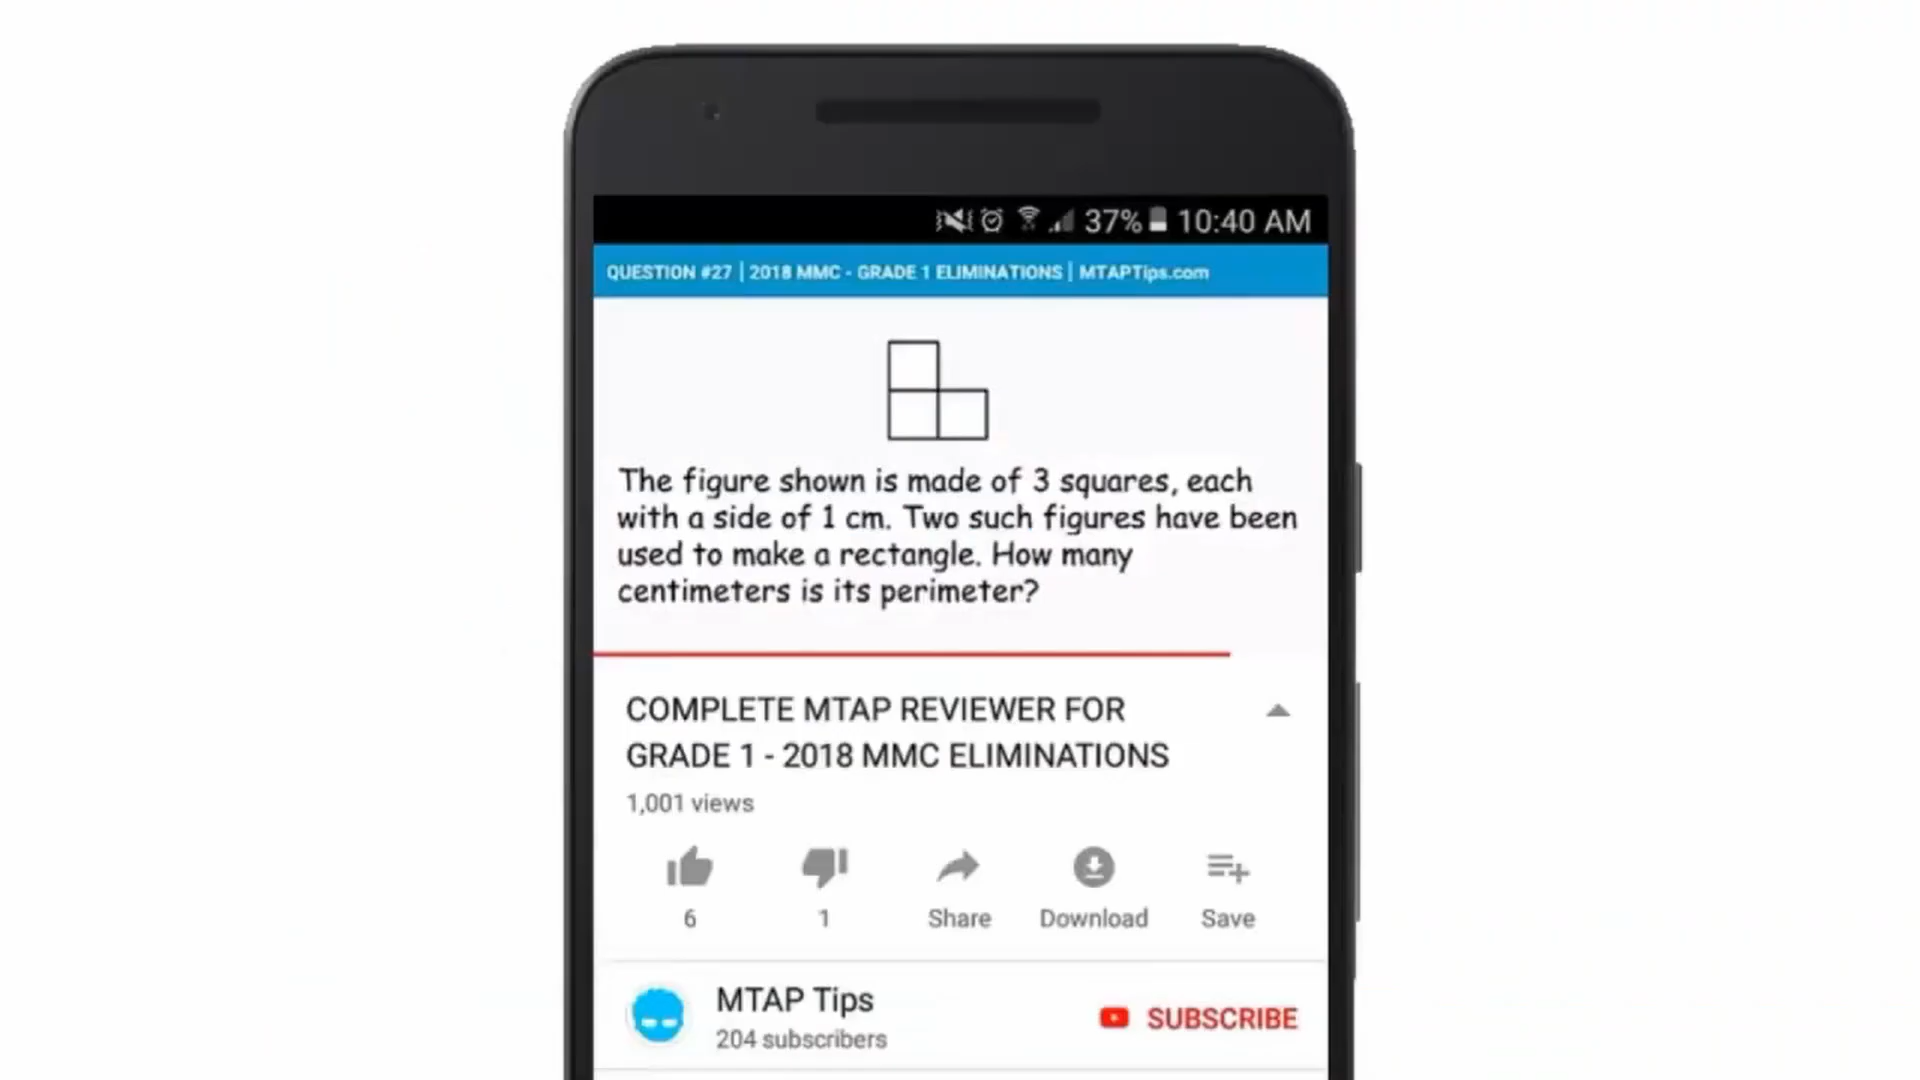 37% 10:40 AM
QUESTION #27 | 2018 MMC - GRADE 1 ELIMINATIONS | MTAPTips.com
The figure shown is made of 3 squares, each
with a side of 1 cm. Two such figures have been
used to make a rectangle. How many
centimeters is its perimeter?
COMPLETE MTAP REVIEWER FOR
GRADE 1 - 2018 MMC ELIMINATIONS
1,001 views
6 1 Share Download Save
MTAP Tips
SUBSCRIBE
204 subscribers